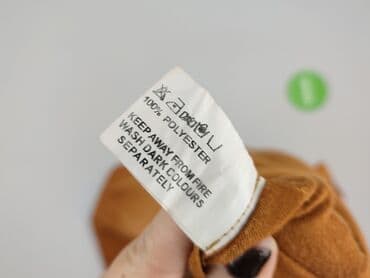 100% POLYESTER
KEEP AWAY FROM FIRE
WASH DARK COLOURS
SEPARATELY